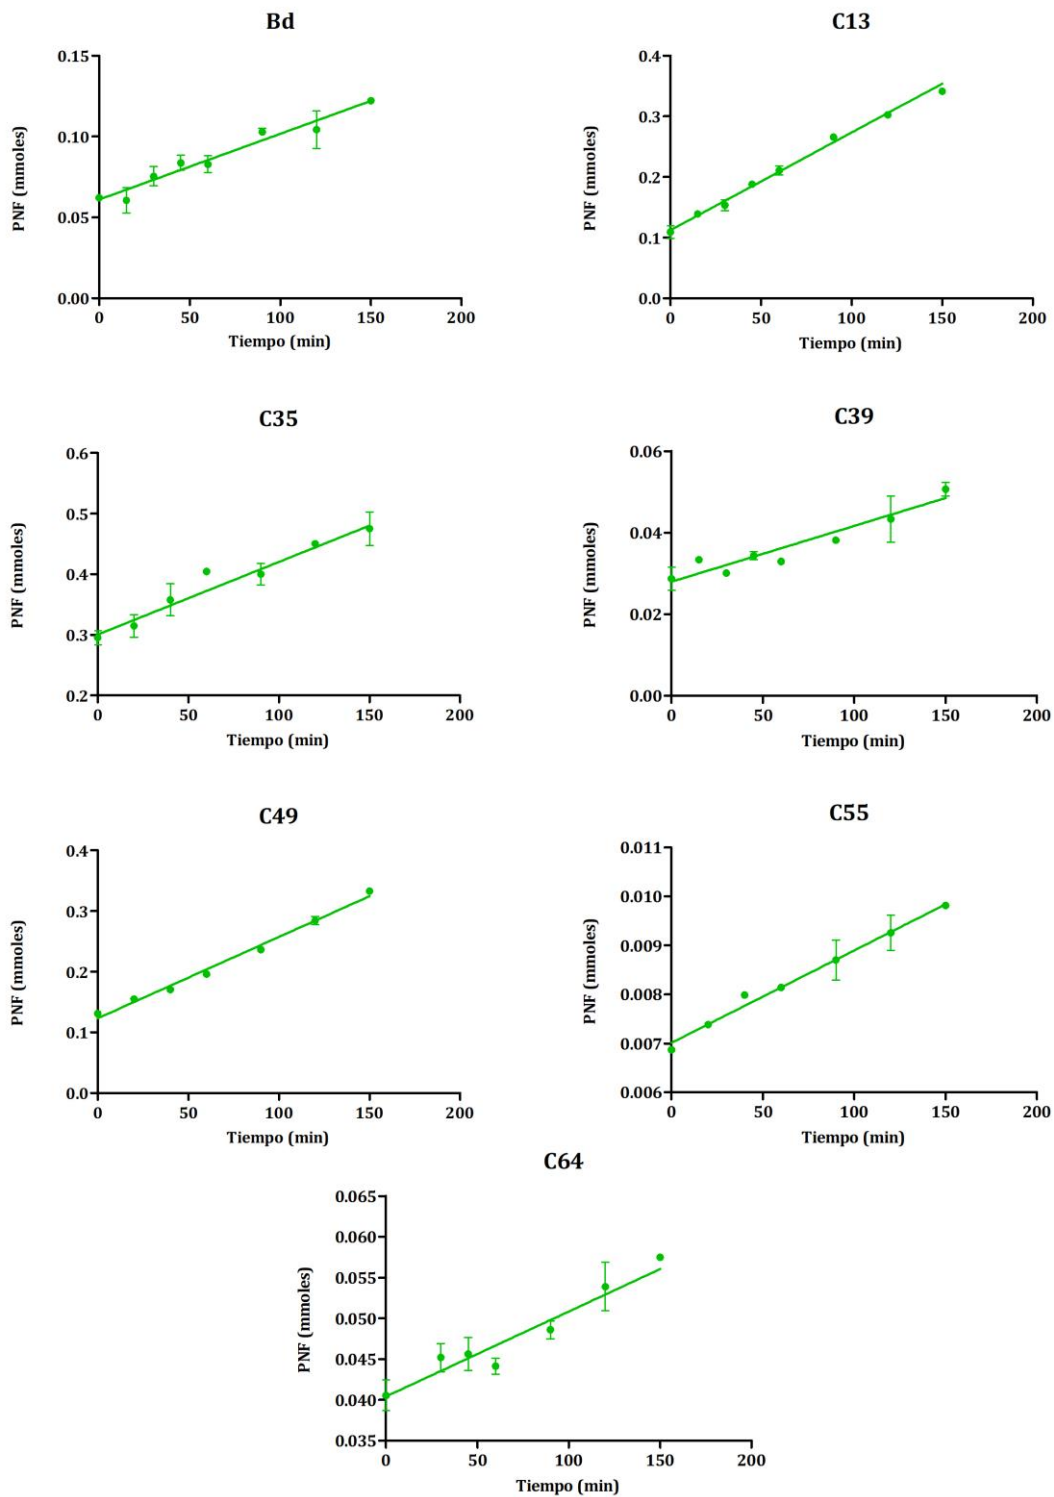 Bd
0.15
0.10
0.05
0.00
PNF (mmoles)
0 50 100 150 200
Tiempo (min)
C13
0.4
0.3
0.2
0.1
0.0
PNF (mmoles)
0 50 100 150 200
Tiempo (min)
C35
0.6
0.5
0.4
0.3
0.2
PNF (mmoles)
0 50 100 150 200
Tiempo (min)
C39
0.06
0.04
0.02
0.00
PNF (mmoles)
0 50 100 150 200
Tiempo (min)
C49
0.4
0.3
0.2
0.1
0.0
PNF (mmoles)
0 50 100 150 200
Tiempo (min)
C55
0.011
0.010
0.009
0.008
0.007
0.006
PNF (mmoles)
0 50 100 150 200
Tiempo (min)
C64
0.065
0.060
0.055
0.050
0.045
0.040
0.035
PNF (mmoles)
0 50 100 150 200
Tiempo (min)